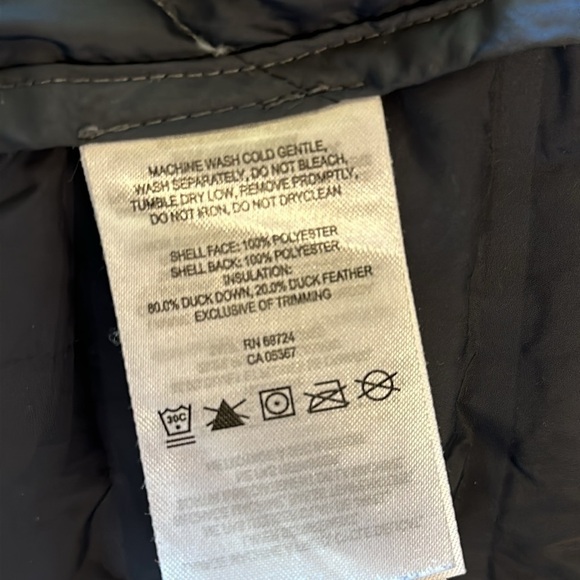 MACHINE WASH COLD GENTLE,
WASH SEPARATELY, DO NOT BLEACH,
TUMBLE DRY LOW, REMOVE PROMPTLY,
DO NOT IRON, DO NOT DRYCLEAN
SHELL FACE: 100% POLYESTER
SHELL BACK: 100% POLYESTER
INSULATION:
80.0% DUCK DOWN, 20.0% DUCK FEATHER
EXCLUSIVE OF TRIMMING
RN 69724
CA 05367
30C